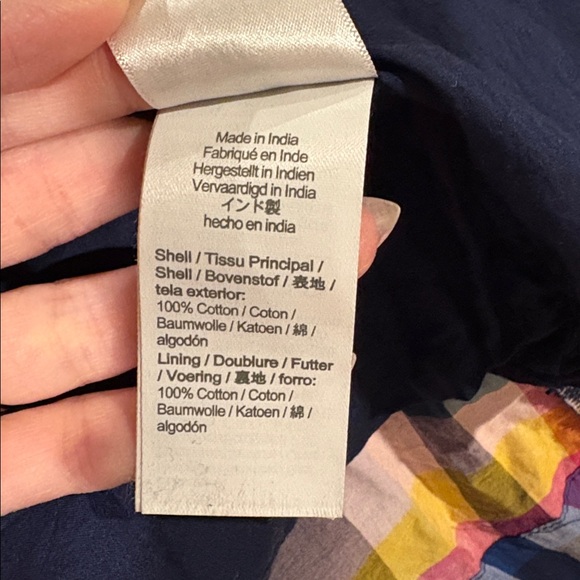 Made in India
Fabriqué en Inde
Hergestellt in Indien
Vervaardigd in India
インド製
hecho en india
Shell / Tissu Principal /
Shell / Bovenstof / 表地 /
tela exterior:
100% Cotton / Coton /
Baumwolle / Katoen / 綿 /
algodón
Lining / Doublure / Futter
/ Voering / 裏地 / forro:
100% Cotton / Coton /
Baumwolle / Katoen / 綿 /
algodón